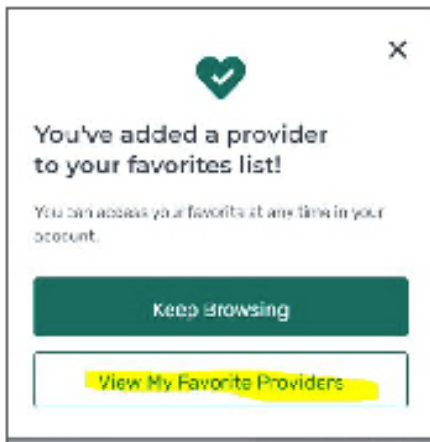 You've added a provider
to your favorites list!
You can access your favorite at any time in your
account.
Keep Browsing
View My Favorite Providers